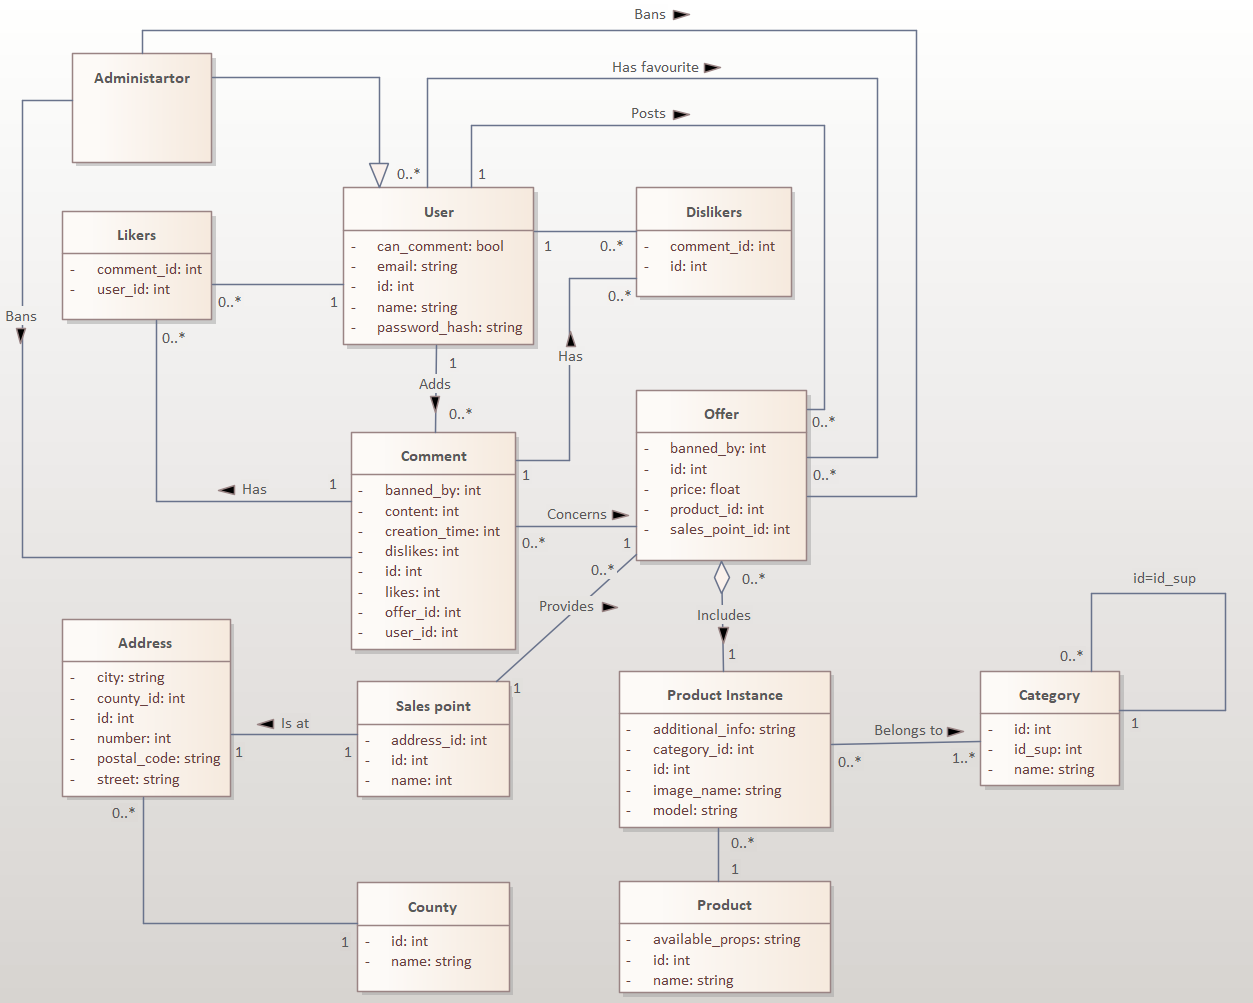 Bans
Administartor
Has favourite
Posts
0..*
1
User
- can_comment: bool
- email: string
- id: int
- name: string
- password_hash: string
Dislikers
- comment_id: int
- id: int
1
0..*
0..*
Likers
- comment_id: int
- user_id: int
0..*
1
0..*
Bans
1
Adds
0..*
Has
Comment
- banned_by: int
- content: int
- creation_time: int
- dislikes: int
- id: int
- likes: int
- offer_id: int
- user_id: int
1
Has
1
Offer
- banned_by: int
- id: int
- price: float
- product_id: int
- sales_point_id: int
0..*
0..*
Concerns
0..*
1
0..*
Provides
1
0..*
Includes
1
id=id_sup
0..*
1
Address
- city: string
- county_id: int
- id: int
- number: int
- postal_code: string
- street: string
Is at
1
1
Sales point
- address_id: int
- id: int
- name: int
Product Instance
- additional_info: string
- category_id: int
- id: int
- image_name: string
- model: string
Belongs to
0..*
1..*
Category
- id: int
- id_sup: int
- name: string
0..*
1
County
- id: int
- name: string
0..*
1
Product
- available_props: string
- id: int
- name: string